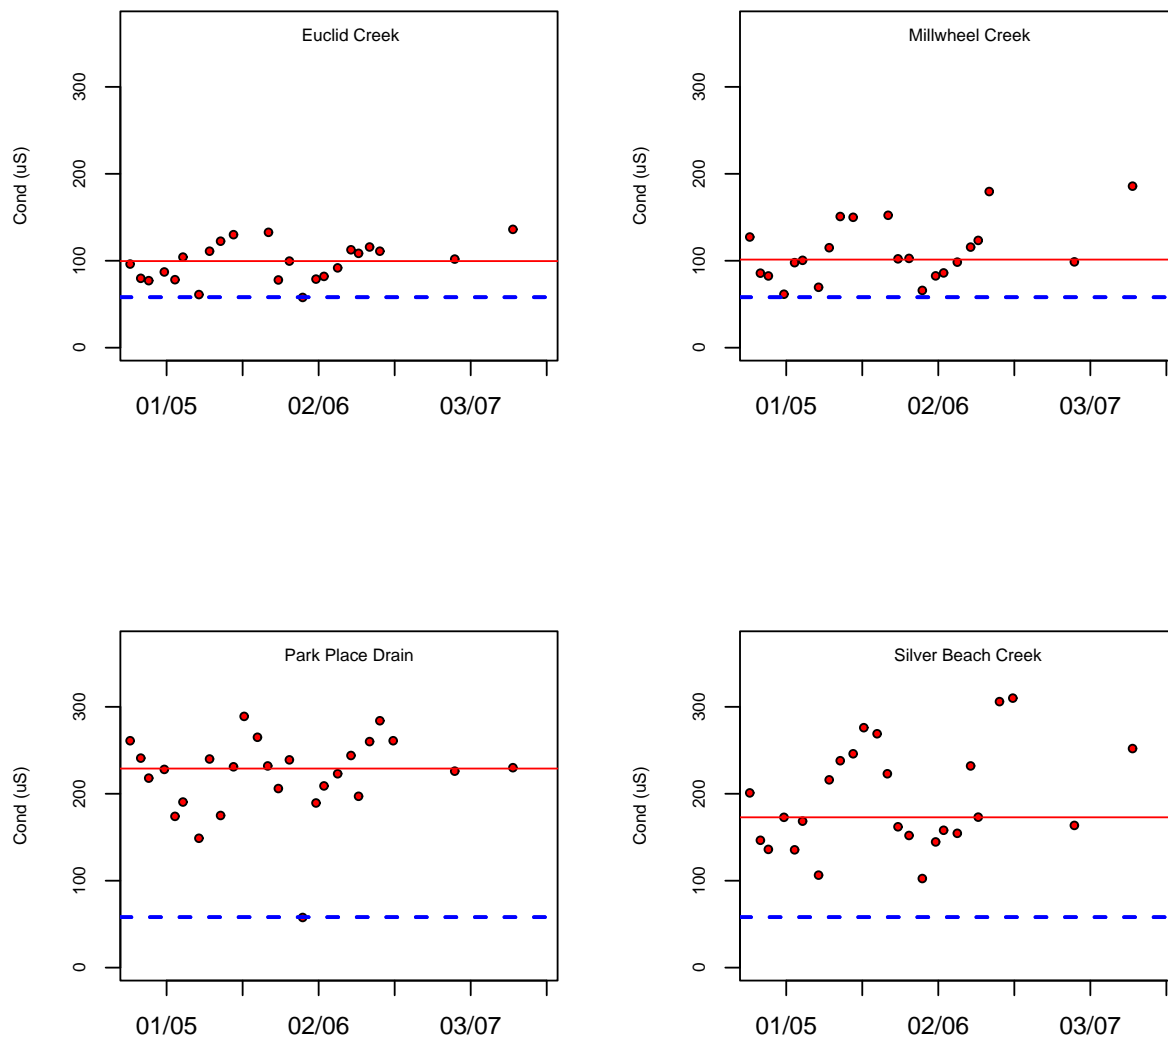 Euclid Creek
Cond (uS)
300
200
100
0
01/05 02/06 03/07
Millwheel Creek
Cond (uS)
300
200
100
0
01/05 02/06 03/07
Park Place Drain
Cond (uS)
300
200
100
0
01/05 02/06 03/07
Silver Beach Creek
Cond (uS)
300
200
100
0
01/05 02/06 03/07